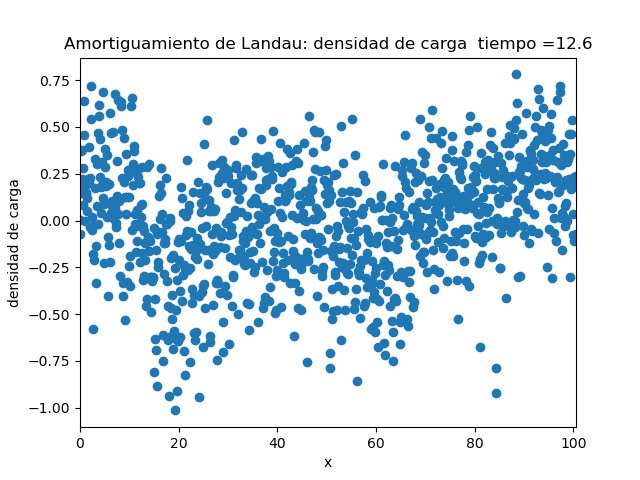 Amortiguamiento de Landau: densidad de carga  tiempo =12.6
0.75
0.50
0.25
0.00
−0.25
−0.50
−0.75
−1.00
densidad de carga
0 20 40 60 80 100
x